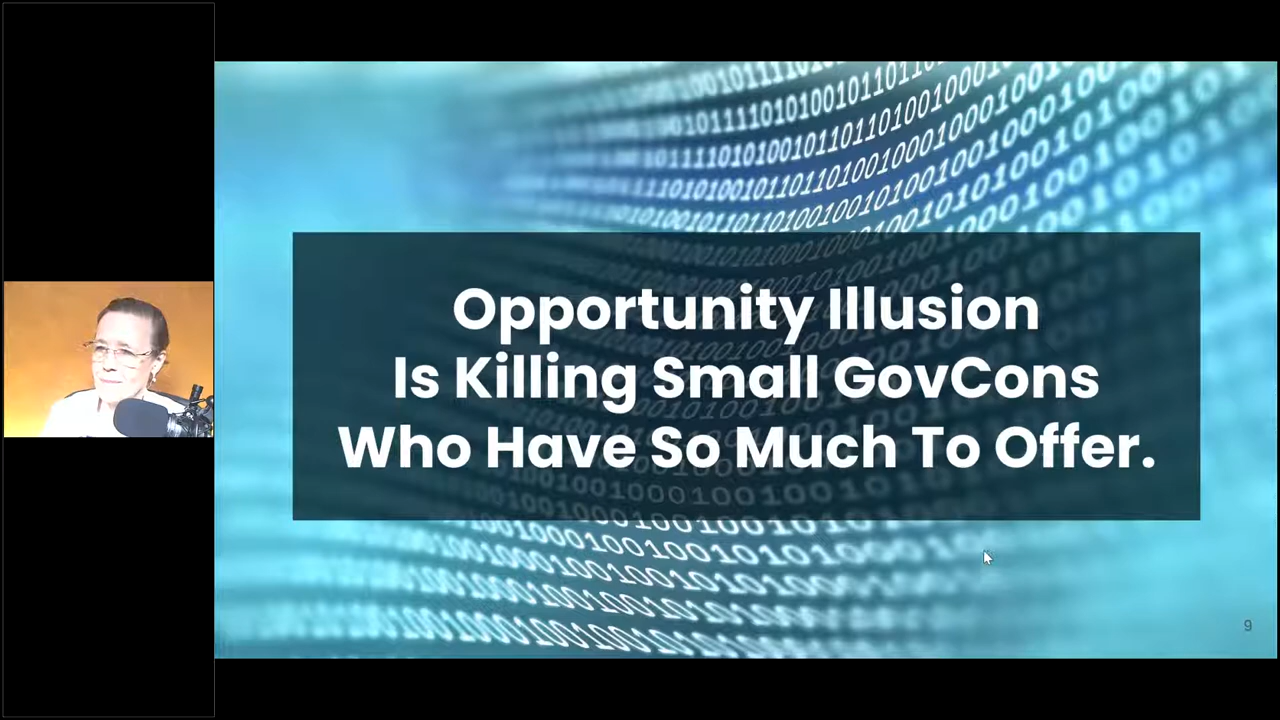 Opportunity Illusion
Is Killing Small GovCons
Who Have So Much To Offer.
9